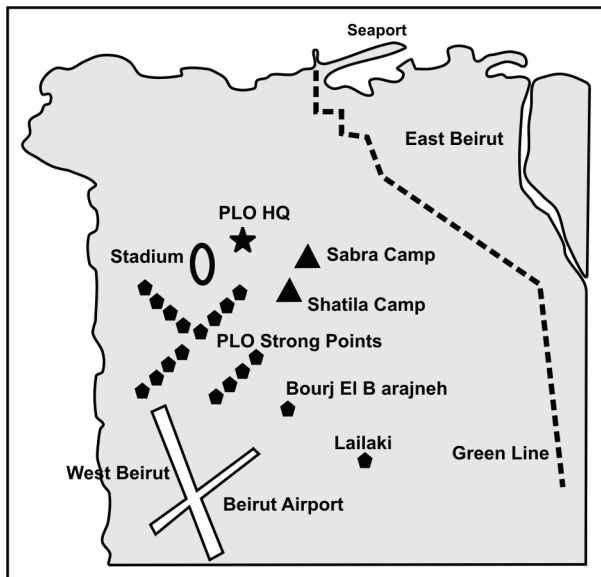 Seaport
East Beirut
PLO HQ
Stadium
Sabra Camp
Shatila Camp
PLO Strong Points
Bourj El B arajneh
Lailaki
West Beirut
Green Line
Beirut Airport